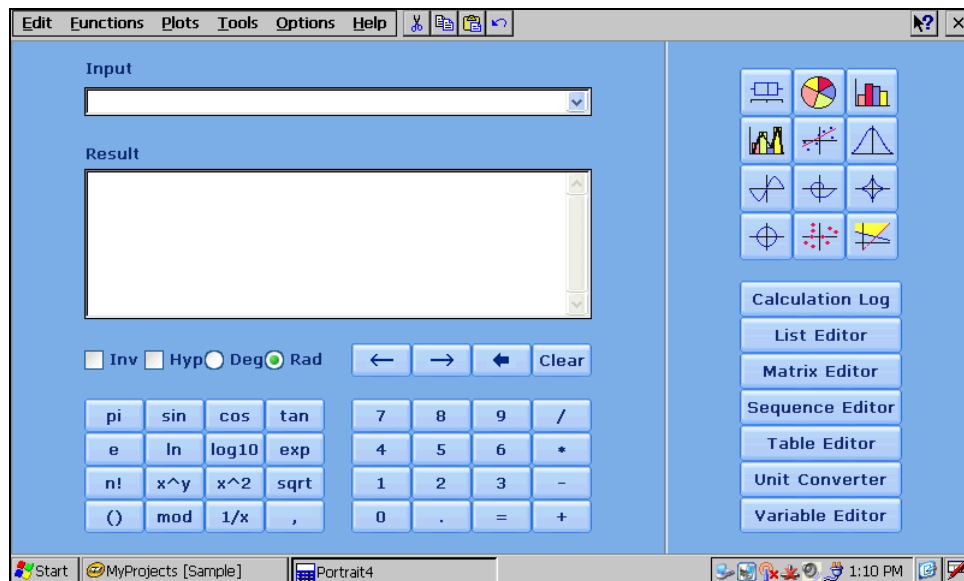 Edit Functions Plots Tools Options Help ?
Input
Result
Inv Hyp Deg Rad ← → 🡄 Clear
pi sin cos tan 7 8 9 /
e ln log10 exp 4 5 6 *
n! x^y x^2 sqrt 1 2 3 -
() mod 1/x , 0 . = +
Calculation Log
List Editor
Matrix Editor
Sequence Editor
Table Editor
Unit Converter
Variable Editor
Start MyProjects [Sample] Portrait4 1:10 PM